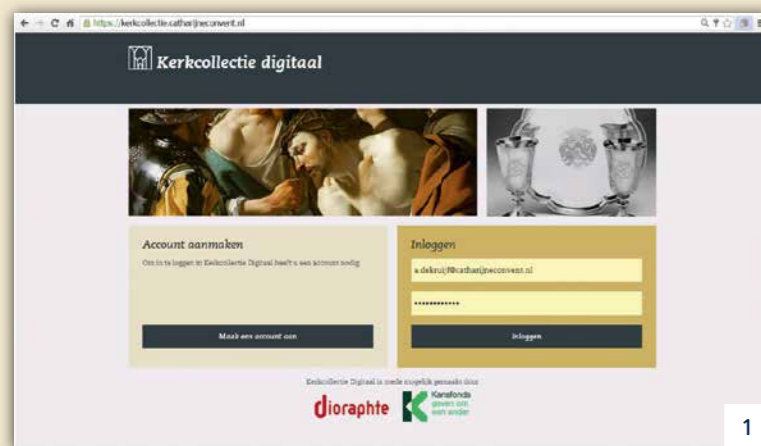 https://kerkcollectie.catharijneconvent.nl
Kerkcollectie digitaal
Account aanmaken
Om in te loggen in Kerkcollectie Digitaal heeft u een account nodig
Maak een account aan
Inloggen
a.dekruijf@catharijneconvent.nl
••••••••••••
Inloggen
Kerkcollectie Digitaal is mede mogelijk gemaakt door
dioraphte
Kansfonds
geven om
een ander
1